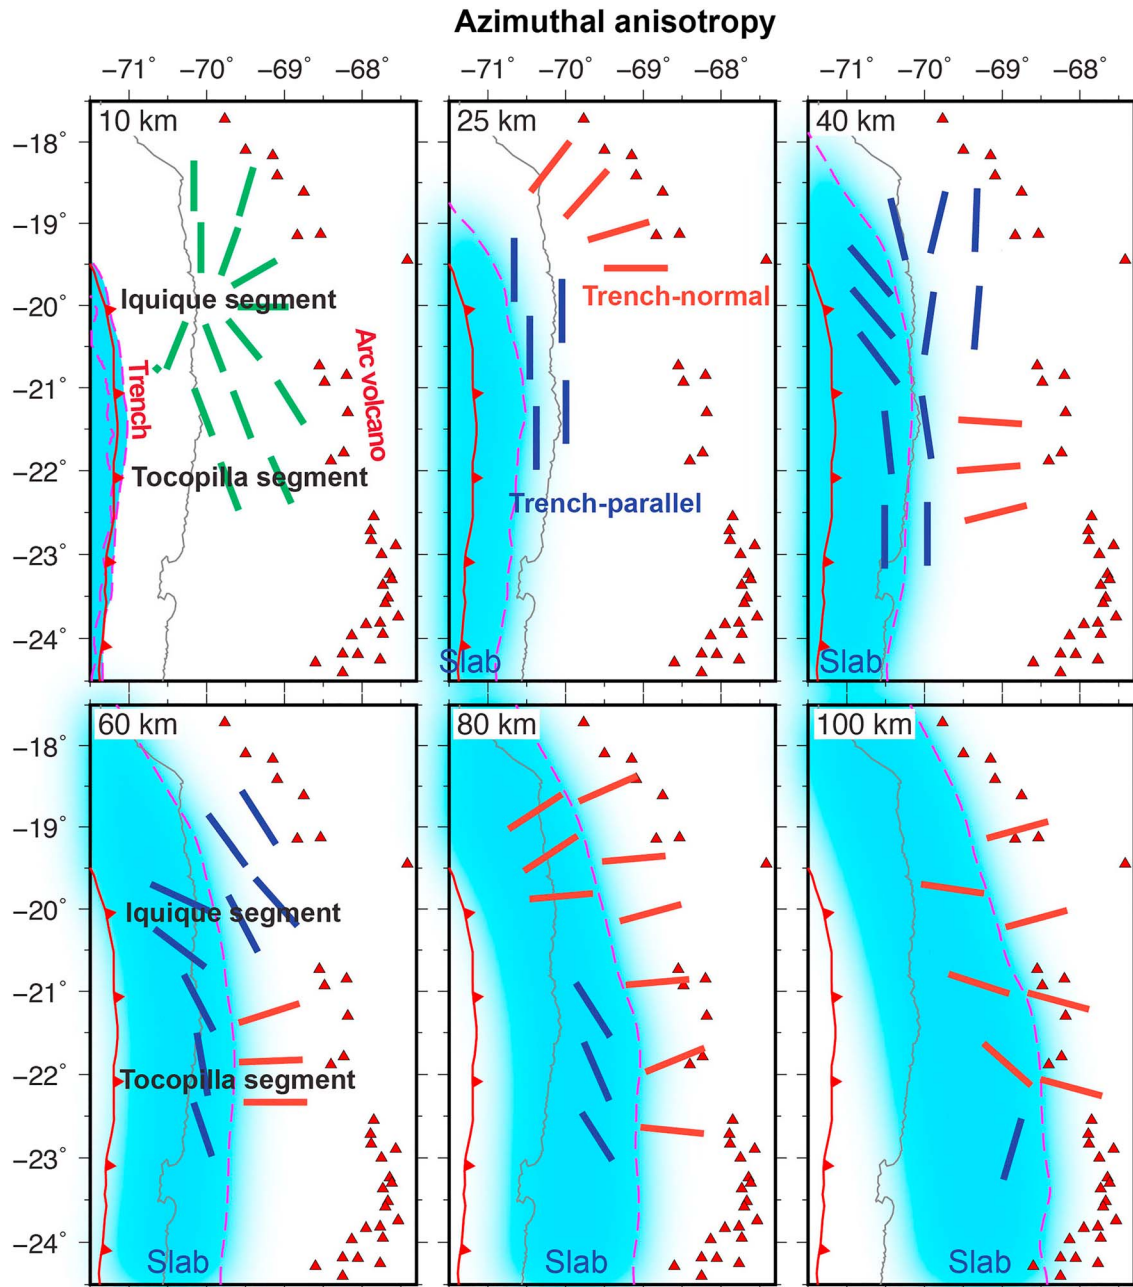 Azimuthal anisotropy
−71˚ −70˚ −69˚ −68˚
−71˚ −70˚ −69˚ −68˚
−71˚ −70˚ −69˚ −68˚
10 km
25 km
40 km
−18˚
−19˚
−20˚
−21˚
−22˚
−23˚
−24˚
Iquique segment
Trench
Arc volcano
Tocopilla segment
Trench-normal
Trench-parallel
Slab
Slab
60 km
80 km
100 km
−18˚
−19˚
−20˚
−21˚
−22˚
−23˚
−24˚
Iquique segment
Tocopilla segment
Slab
Slab
Slab